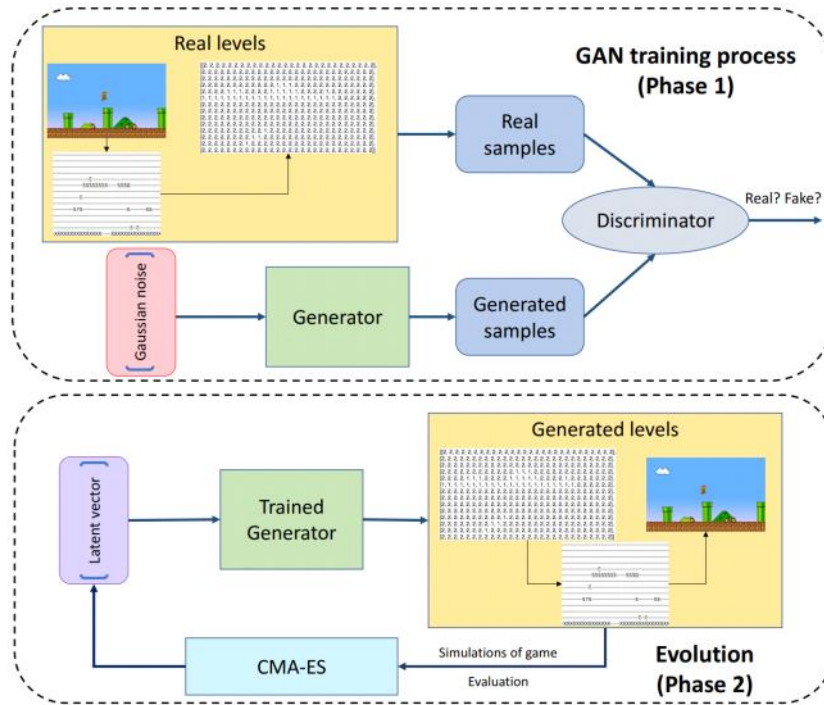 Real levels
GAN training process
(Phase 1)
Real
samples
Discriminator
Real? Fake?
Gaussian noise
Generator
Generated
samples
Generated levels
Latent vector
Trained
Generator
CMA-ES
Simulations of game
Evaluation
Evolution
(Phase 2)